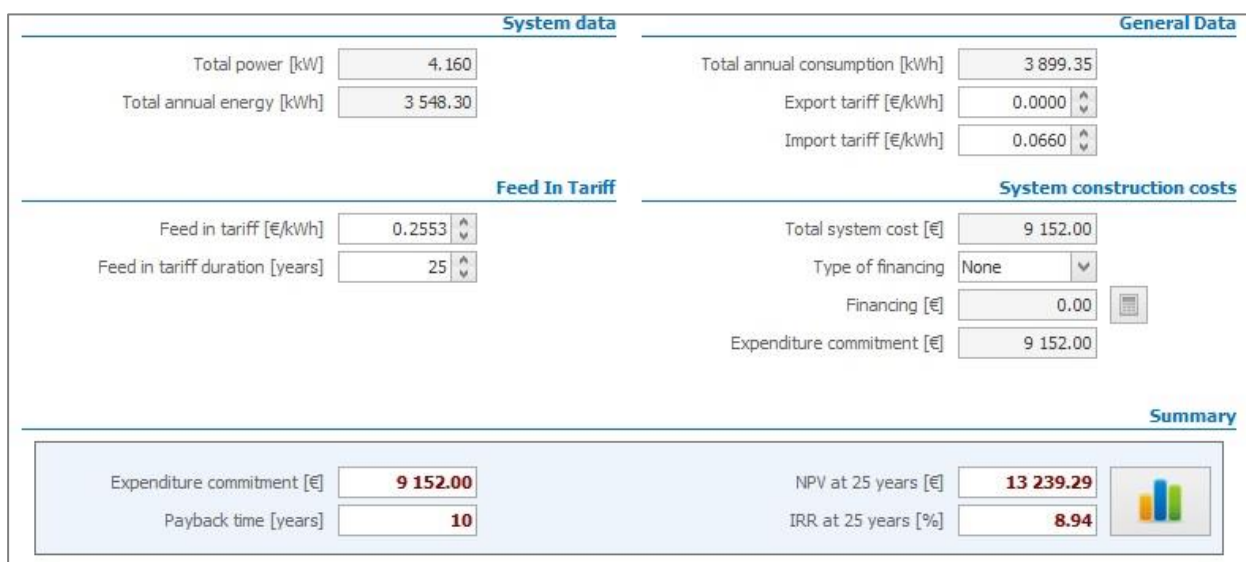 System data
Total power [kW] 4.160
Total annual energy [kWh] 3 548.30
General Data
Total annual consumption [kWh] 3 899.35
Export tariff [€/kWh] 0.0000
Import tariff [€/kWh] 0.0660
Feed In Tariff
Feed in tariff [€/kWh] 0.2553
Feed in tariff duration [years] 25
System construction costs
Total system cost [€] 9 152.00
Type of financing None
Financing [€] 0.00
Expenditure commitment [€] 9 152.00
Summary
Expenditure commitment [€] 9 152.00
Payback time [years] 10
NPV at 25 years [€] 13 239.29
IRR at 25 years [%] 8.94